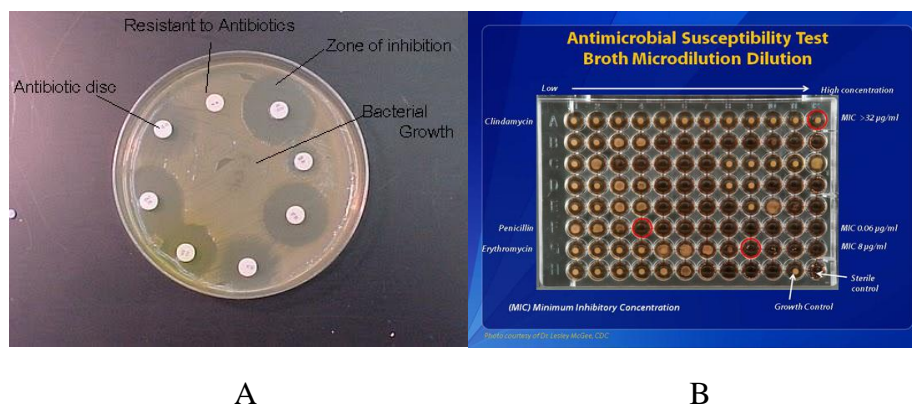 Resistant to Antibiotics
Zone of inhibition
Antibiotic disc
Bacterial
Growth
A
Antimicrobial Susceptibility Test
Broth Microdilution Dilution
Low
High concentration
Clindamycin
MIC >32 µg/ml
Penicillin
MIC 0.06 µg/ml
Erythromycin
MIC 8 µg/ml
Sterile
control
Growth Control
(MIC) Minimum Inhibitory Concentration
Photo courtesy of Dr. Lesley McGee, CDC
B